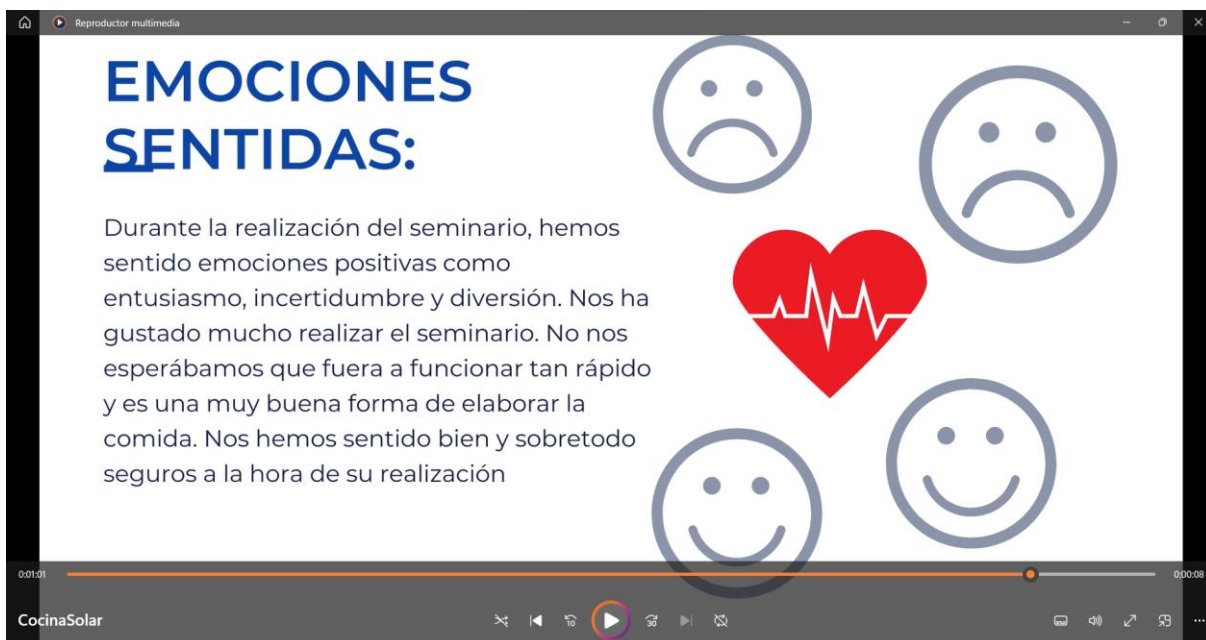 Reproductor multimedia
EMOCIONES
SENTIDAS:
Durante la realización del seminario, hemos
sentido emociones positivas como
entusiasmo, incertidumbre y diversión. Nos ha
gustado mucho realizar el seminario. No nos
esperábamos que fuera a funcionar tan rápido
y es una muy buena forma de elaborar la
comida. Nos hemos sentido bien y sobretodo
seguros a la hora de su realización
0:01:01
0:00:08
CocinaSolar
10
30